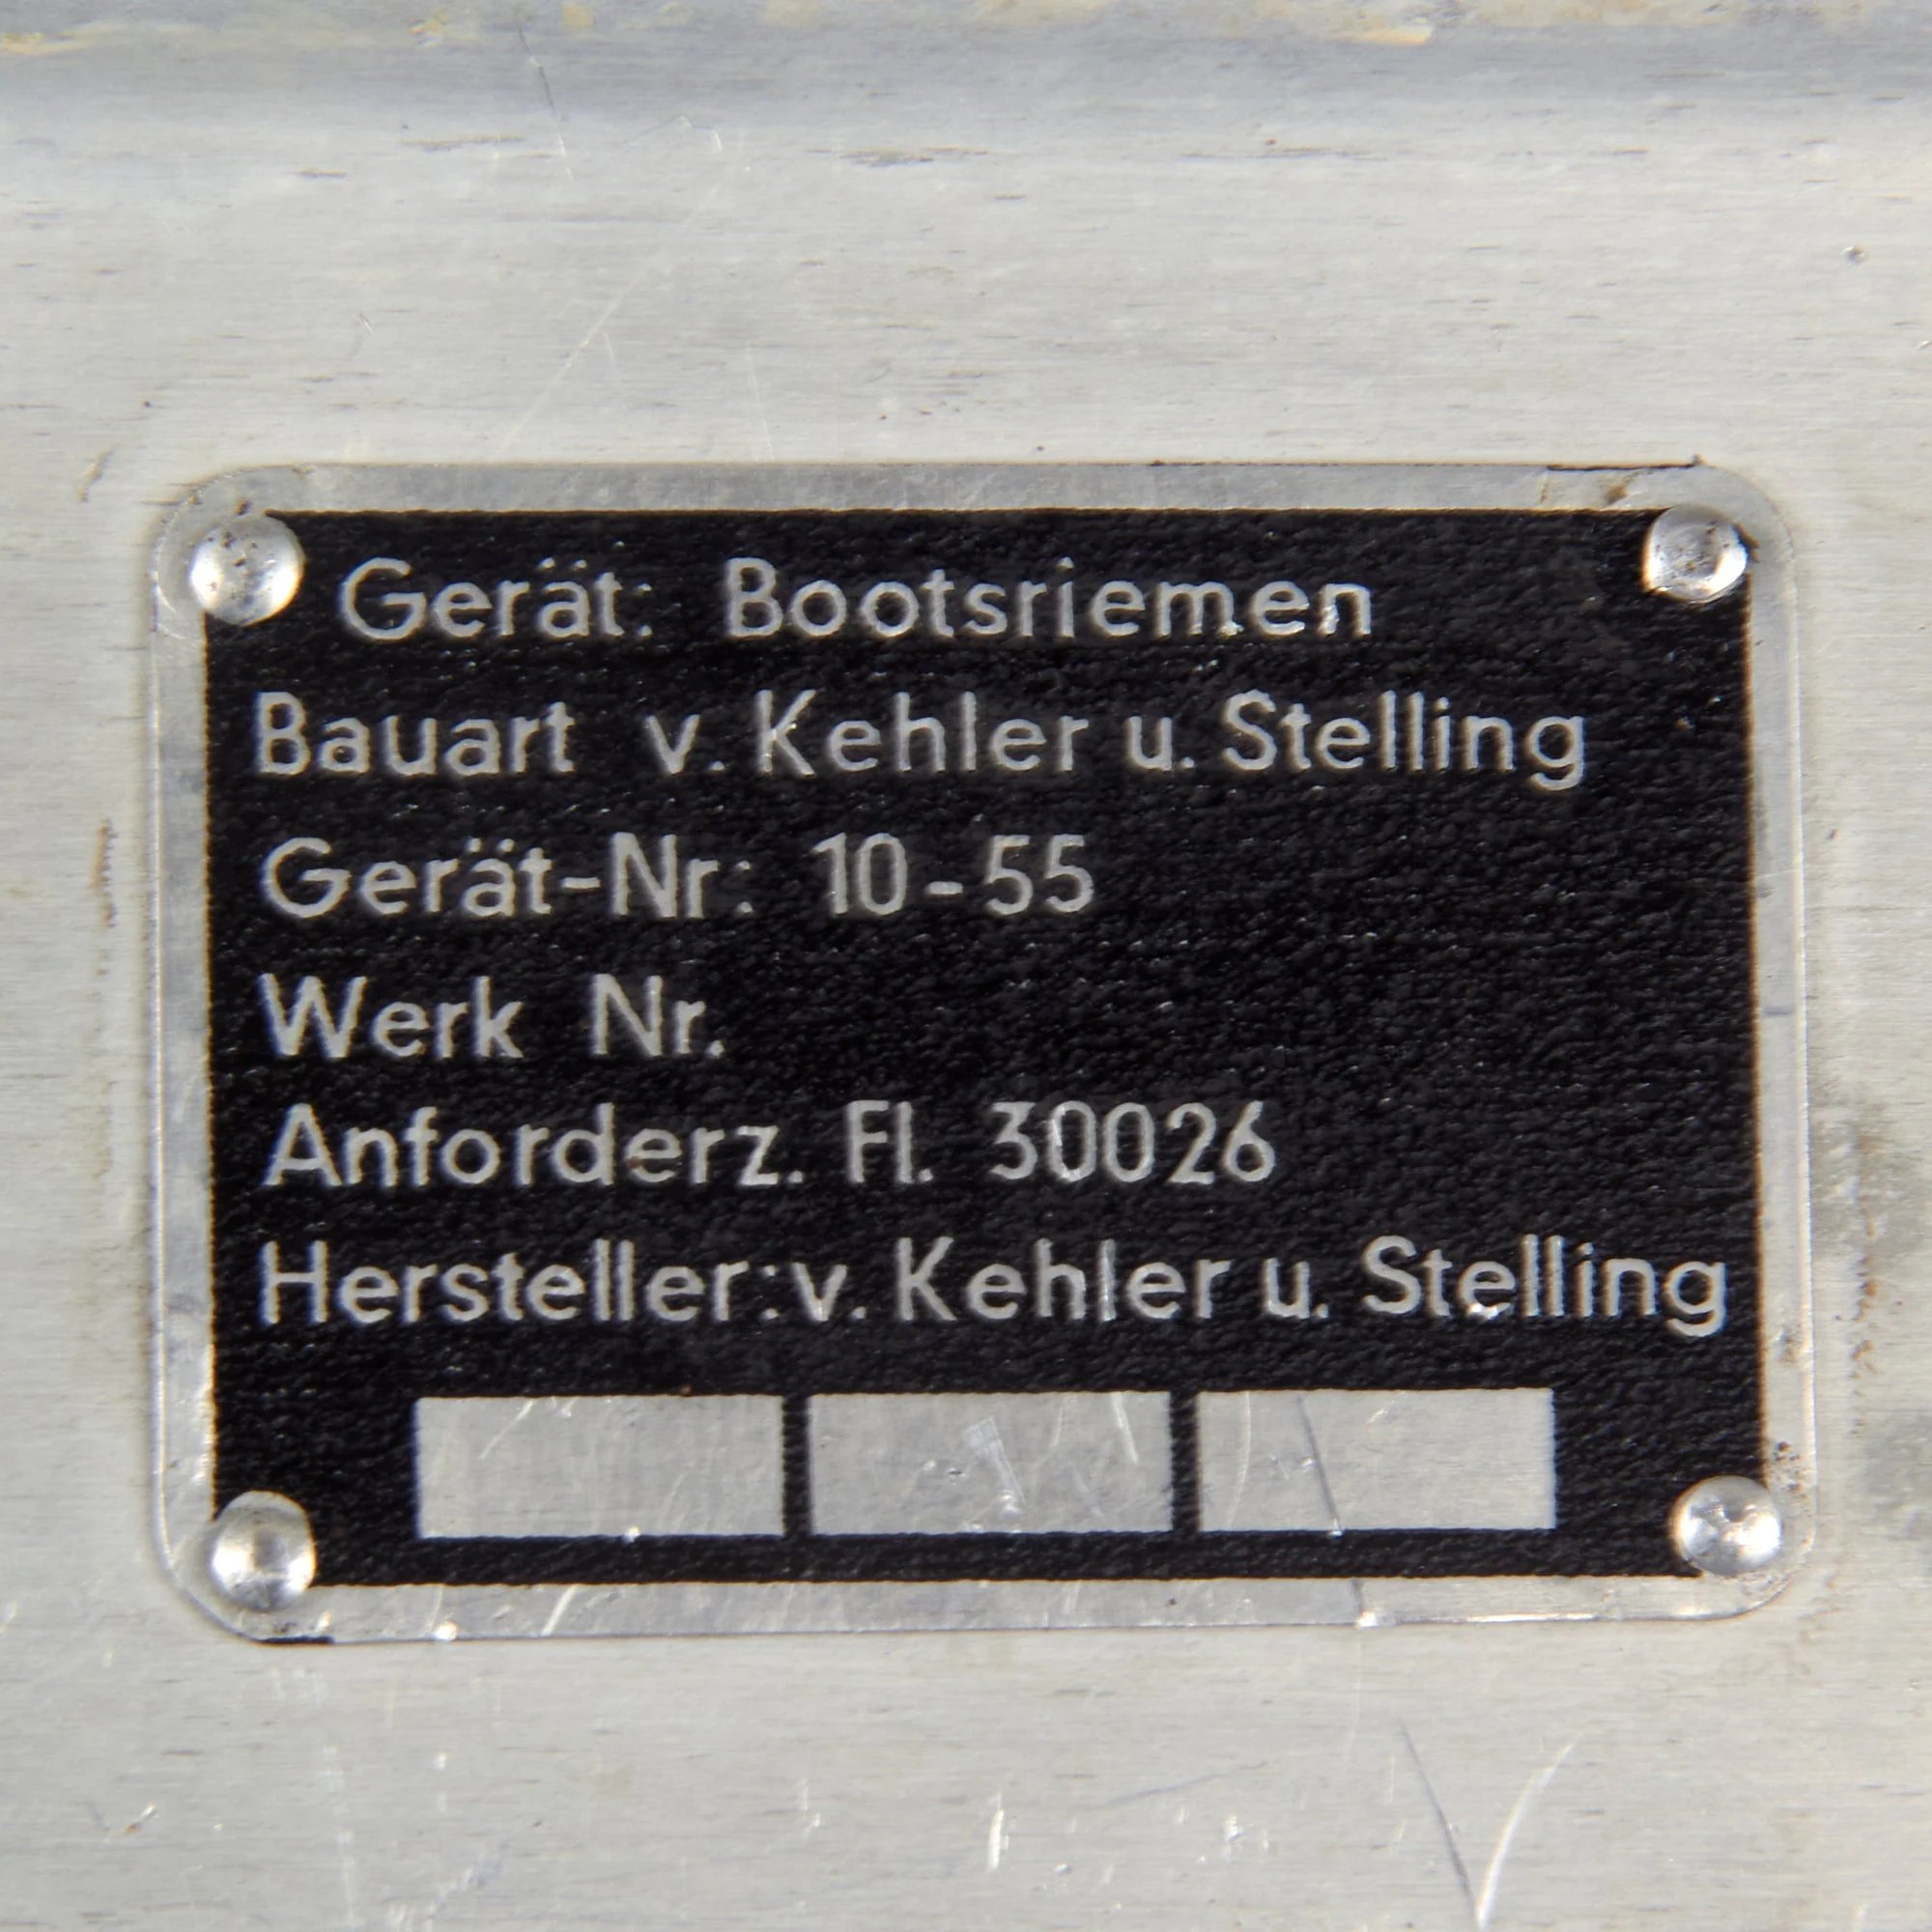 Gerät: Bootsriemen
Bauart v. Kehler u. Stelling
Gerät-Nr: 10-55
Werk Nr.
Anforderz. Fl. 30026
Hersteller: v. Kehler u. Stelling